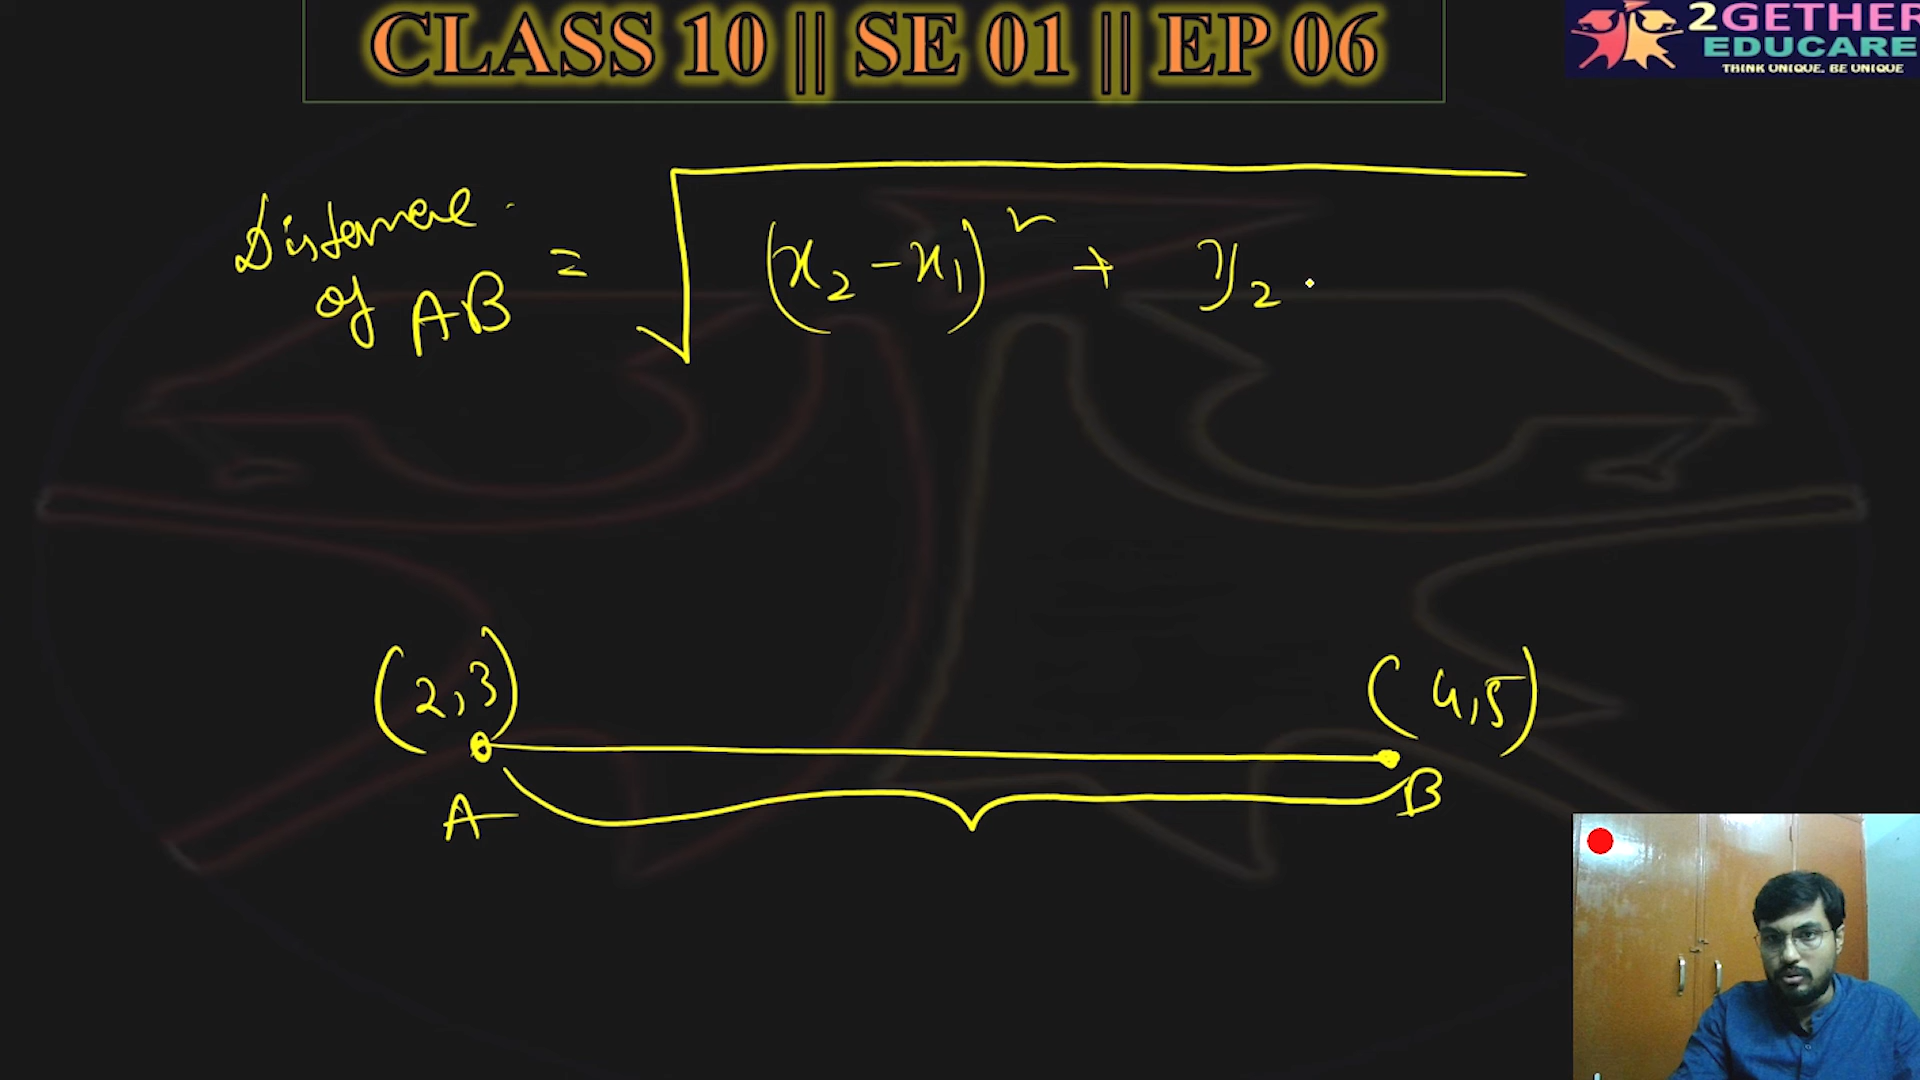 CLASS 10 || SE 01 || EP 06
2GETHER
EDUCARE
THINK UNIQUE. BE UNIQUE
Distance
of AB = √(x₂ - x₁)² + y₂
(2,3)
(4,5)
A
B